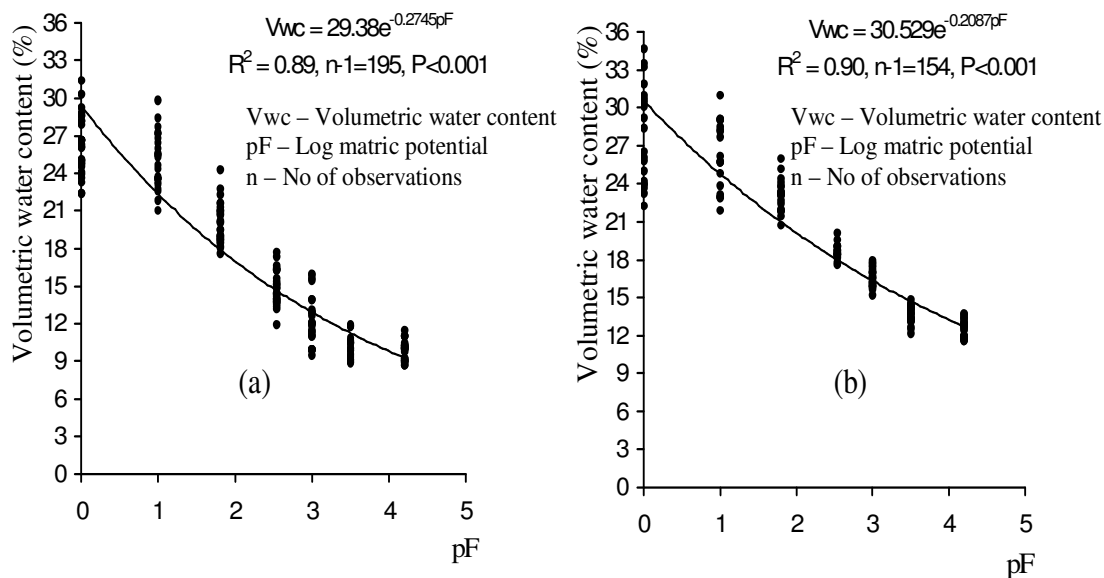 Vwc = 29.38e^-0.2745pF
R² = 0.89, n-1=195, P<0.001
Vwc – Volumetric water content
pF – Log matric potential
n – No of observations
Volumetric water content (%)
36
33
30
27
24
21
18
15
12
9
6
3
0
(a)
0 1 2 3 4 5
pF
Vwc = 30.529e^-0.2087pF
R² = 0.90, n-1=154, P<0.001
Vwc – Volumetric water content
pF – Log matric potential
n – No of observations
Volumetric water content (%)
36
33
30
27
24
21
18
15
12
9
6
3
0
(b)
0 1 2 3 4 5
pF